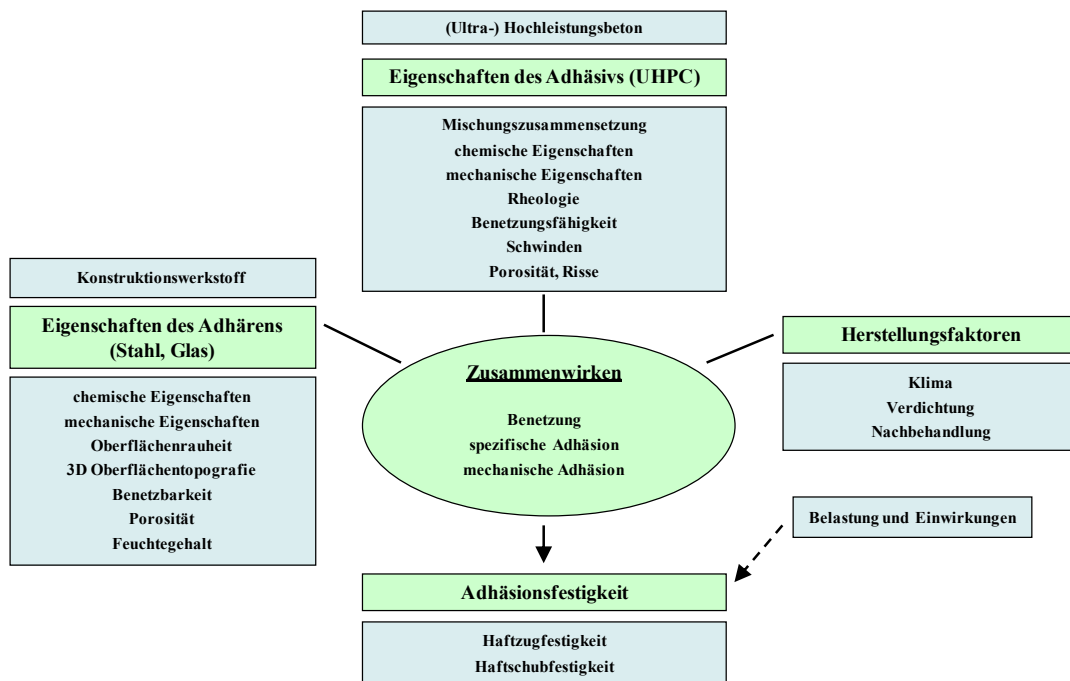 (Ultra-) Hochleistungsbeton
Eigenschaften des Adhäsivs (UHPC)
Mischungszusammensetzung
chemische Eigenschaften
mechanische Eigenschaften
Rheologie
Benetzungsfähigkeit
Schwinden
Porosität, Risse
Konstruktionswerkstoff
Eigenschaften des Adhärens
(Stahl, Glas)
chemische Eigenschaften
mechanische Eigenschaften
Oberflächenrauheit
3D Oberflächentopografie
Benetzbarkeit
Porosität
Feuchtegehalt
Zusammenwirken
Benetzung
spezifische Adhäsion
mechanische Adhäsion
Herstellungsfaktoren
Klima
Verdichtung
Nachbehandlung
Belastung und Einwirkungen
Adhäsionsfestigkeit
Haftzugfestigkeit
Haftschubfestigkeit